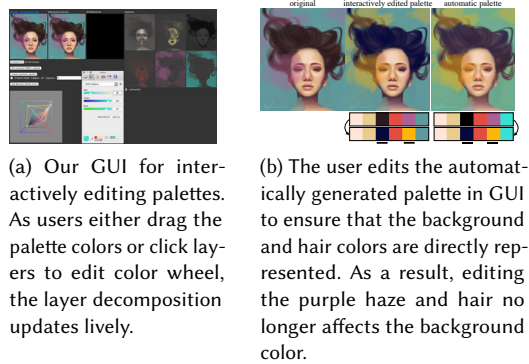 original
interactively edited palette
automatic palette
(a) Our GUI for inter-
actively editing palettes.
As users either drag the
palette colors or click lay-
ers to edit color wheel,
the layer decomposition
updates lively.
(b) The user edits the automat-
ically generated palette in GUI
to ensure that the background
and hair colors are directly rep-
resented. As a result, editing
the purple haze and hair no
longer affects the background
color.